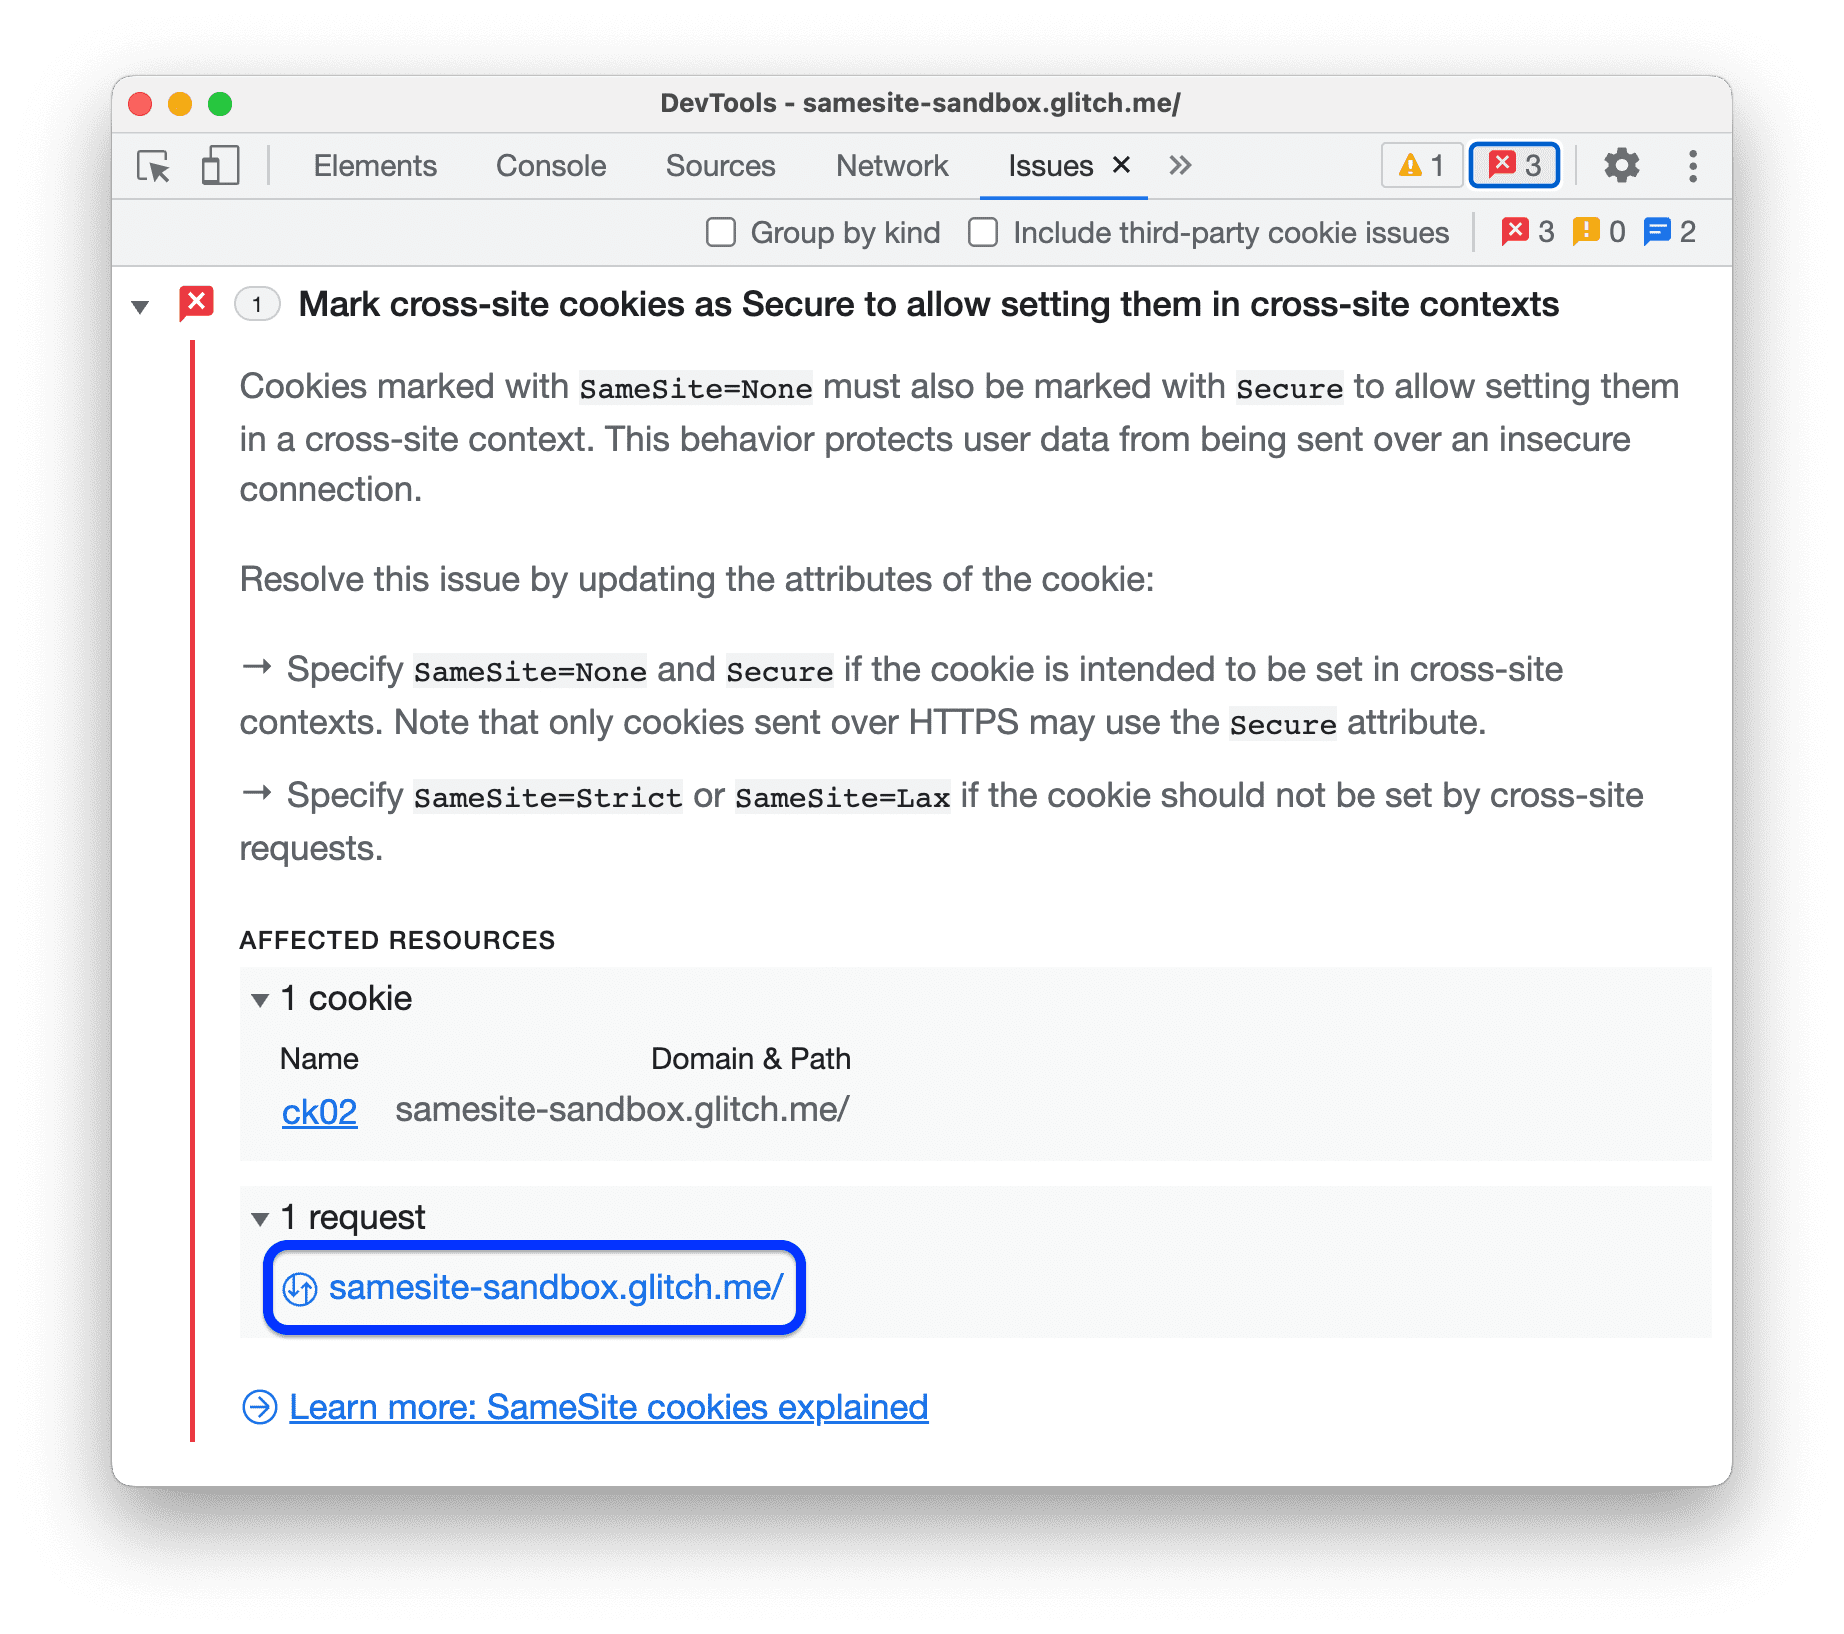 DevTools - samesite-sandbox.glitch.me/
Elements Console Sources Network Issues × » 1 3
Group by kind Include third-party cookie issues 3 0 2
1 Mark cross-site cookies as Secure to allow setting them in cross-site contexts
Cookies marked with SameSite=None must also be marked with Secure to allow setting them
in a cross-site context. This behavior protects user data from being sent over an insecure
connection.
Resolve this issue by updating the attributes of the cookie:
→ Specify SameSite=None and Secure if the cookie is intended to be set in cross-site
contexts. Note that only cookies sent over HTTPS may use the Secure attribute.
→ Specify SameSite=Strict or SameSite=Lax if the cookie should not be set by cross-site
requests.
AFFECTED RESOURCES
1 cookie
Name Domain & Path
ck02 samesite-sandbox.glitch.me/
1 request
samesite-sandbox.glitch.me/
Learn more: SameSite cookies explained